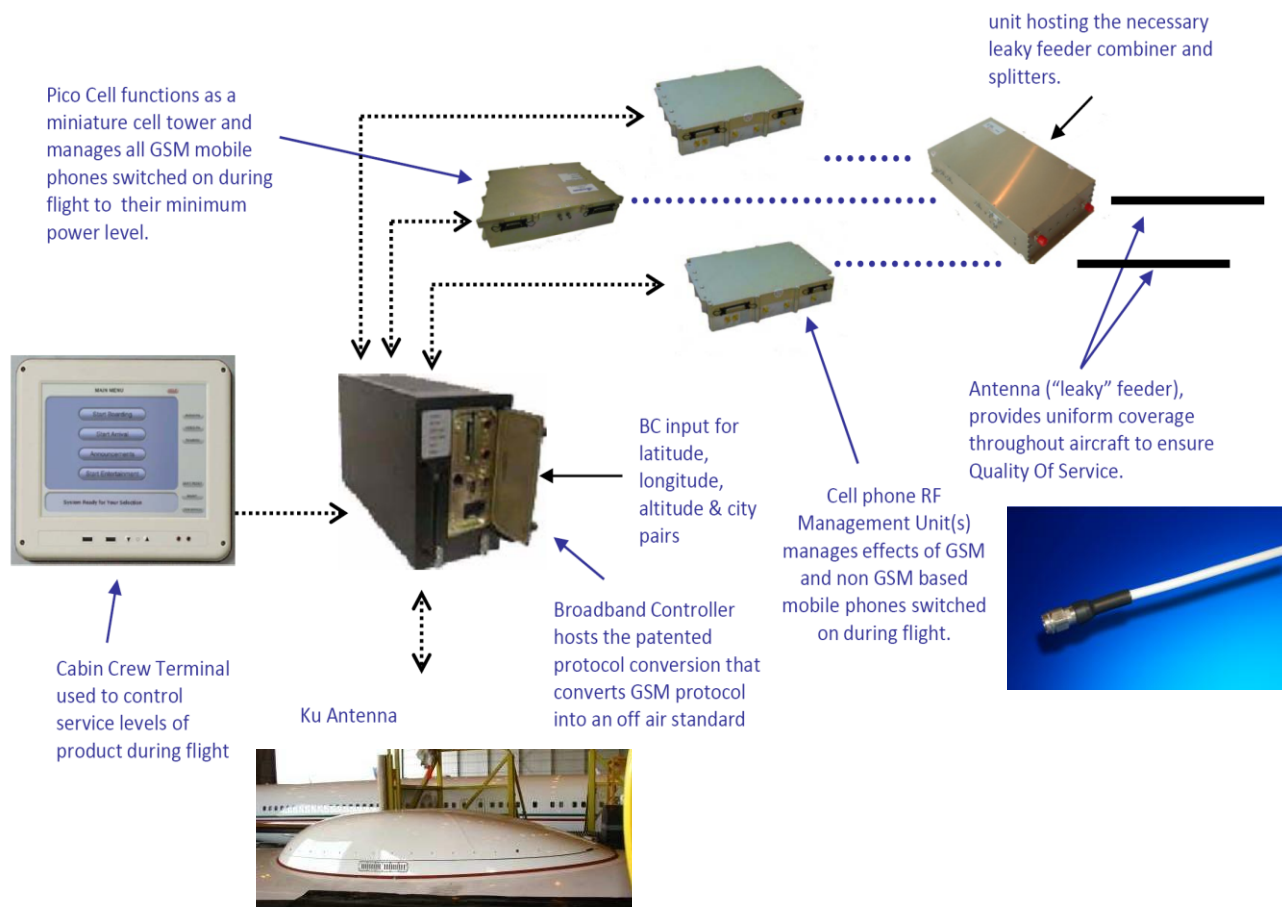 unit hosting the necessary
leaky feeder combiner and
splitters.
Pico Cell functions as a
miniature cell tower and
manages all GSM mobile
phones switched on during
flight to  their minimum
power level.
MAIN MENU
Start Boarding
Start Arrival
Announcements
Start Entertainment
System Ready for Your Selection
BC input for
latitude,
longitude,
altitude & city
pairs
Antenna (“leaky” feeder),
provides uniform coverage
throughout aircraft to ensure
Quality Of Service.
Cell phone RF
Management Unit(s)
manages effects of GSM
and non GSM based
mobile phones switched
on during flight.
Broadband Controller
hosts the patented
protocol conversion that
converts GSM protocol
into an off air standard
Cabin Crew Terminal
used to control
service levels of
product during flight
Ku Antenna